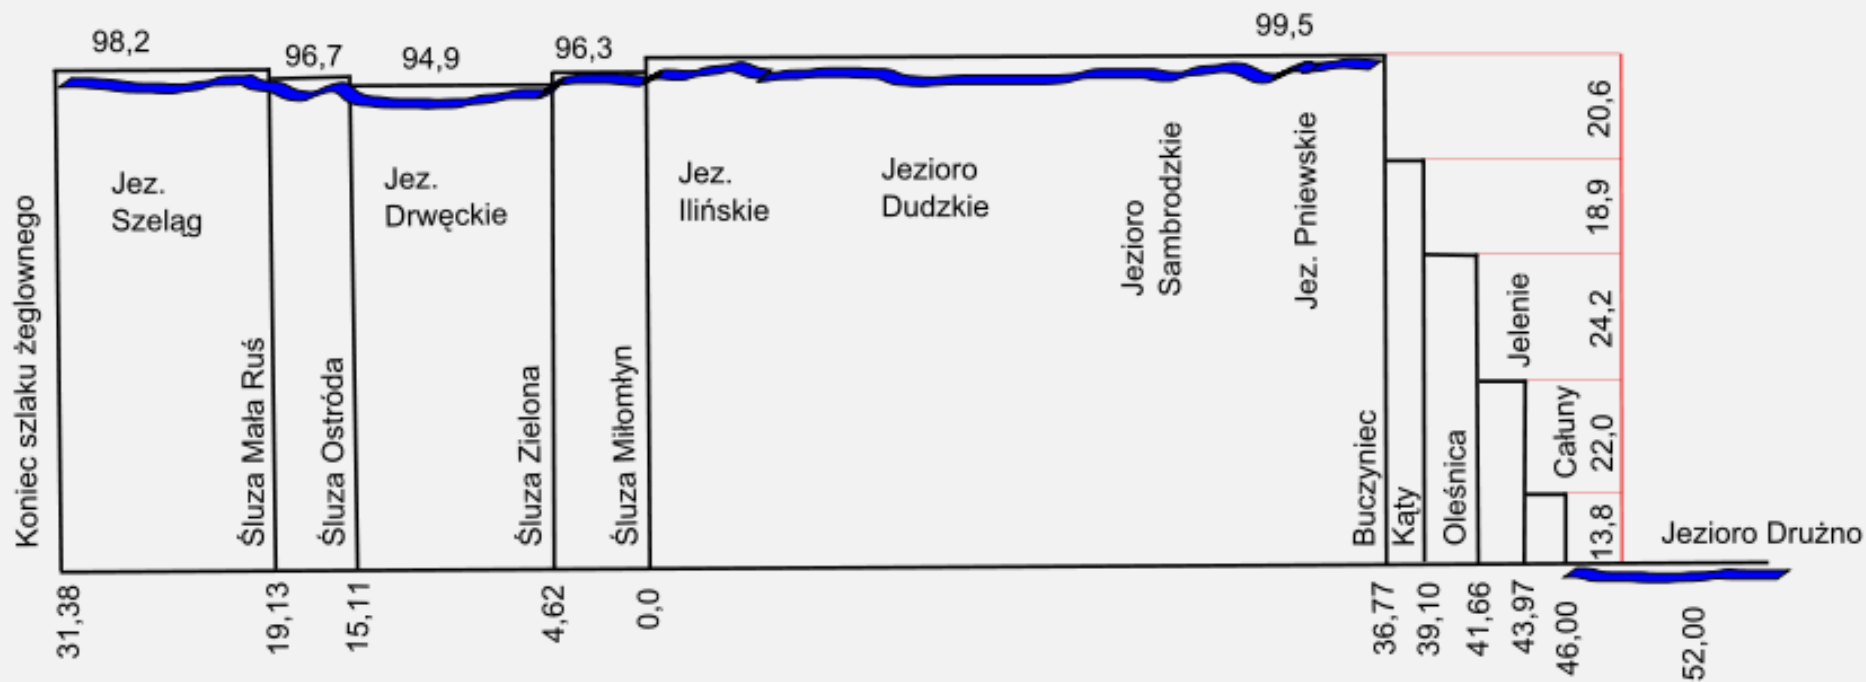 98,2
96,7
94,9
96,3
99,5
Jez.
Szeląg
Jez.
Drwęckie
Jez.
Ilińskie
Jezioro
Dudzkie
Jezioro
Sambrodzkie
Jez. Pniewskie
Koniec szlaku żeglownego
Śluza Mała Ruś
Śluza Ostróda
Śluza Zielona
Śluza Miłomłyn
Buczyniec
Kąty
Oleśnica
Jelenie
Całuny
20,6
18,9
24,2
22,0
13,8
Jezioro Drużno
31,38
19,13
15,11
4,62
0,0
36,77
39,10
41,66
43,97
46,00
52,00